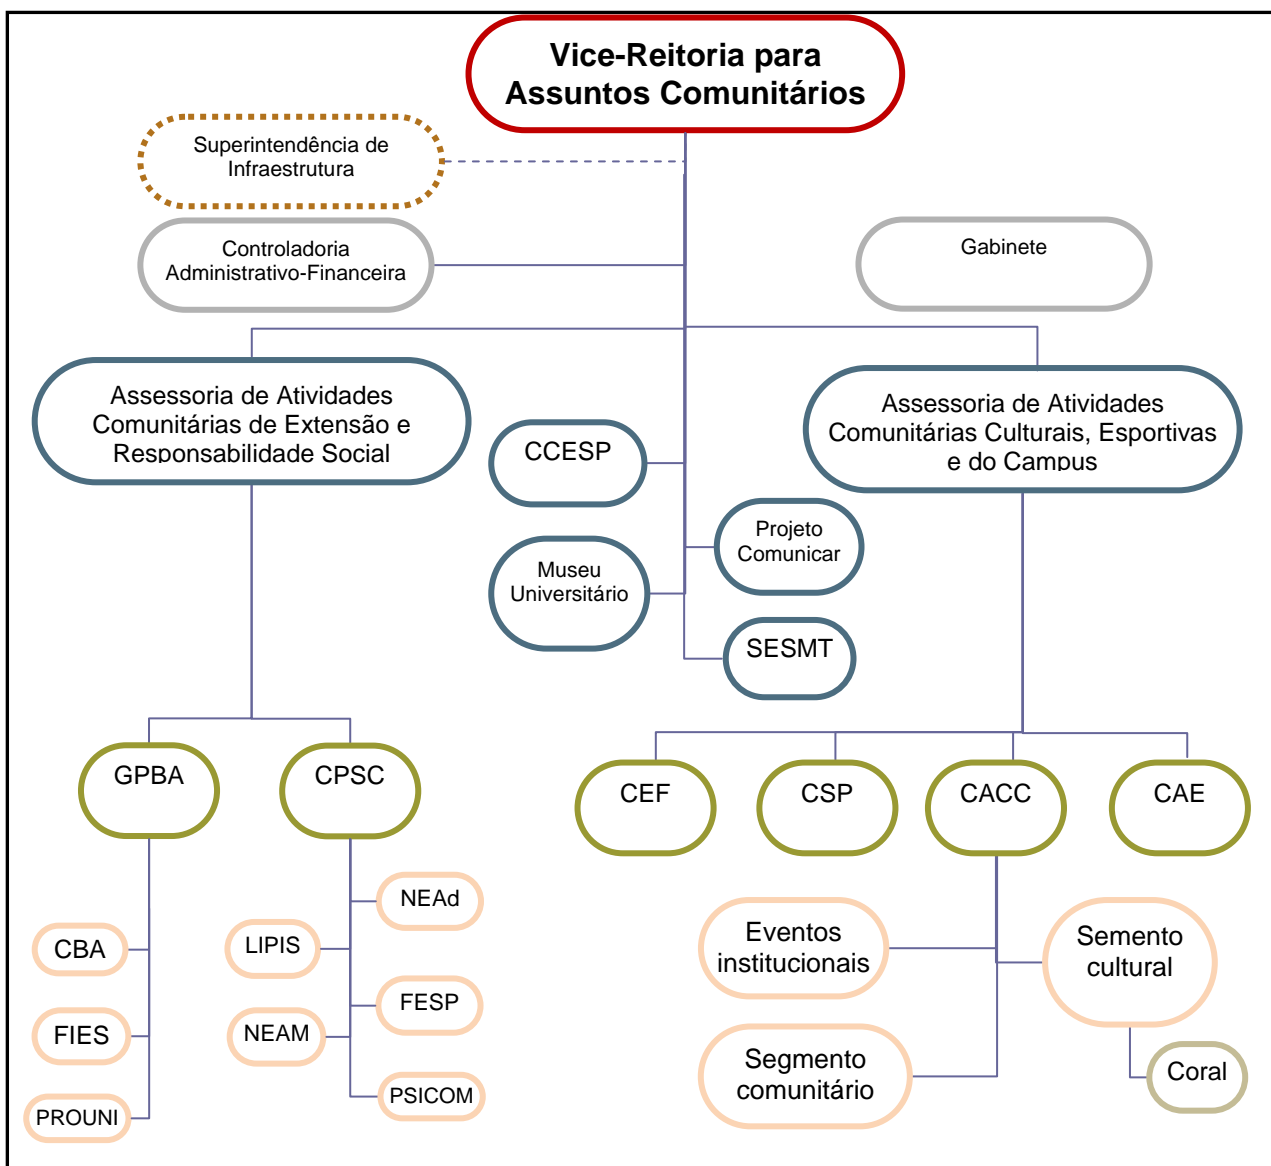 Vice-Reitoria para
Assuntos Comunitários
Superintendência de
Infraestrutura
Controladoria
Administrativo-Financeira
Gabinete
Assessoria de Atividades
Comunitárias de Extensão e
Responsabilidade Social
Assessoria de Atividades
Comunitárias Culturais, Esportivas
e do Campus
CCESP
Projeto
Comunicar
Museu
Universitário
SESMT
GPBA
CPSC
CEF
CSP
CACC
CAE
NEAd
CBA
LIPIS
FESP
FIES
NEAM
PSICOM
PROUNI
Eventos
institucionais
Semento
cultural
Segmento
comunitário
Coral